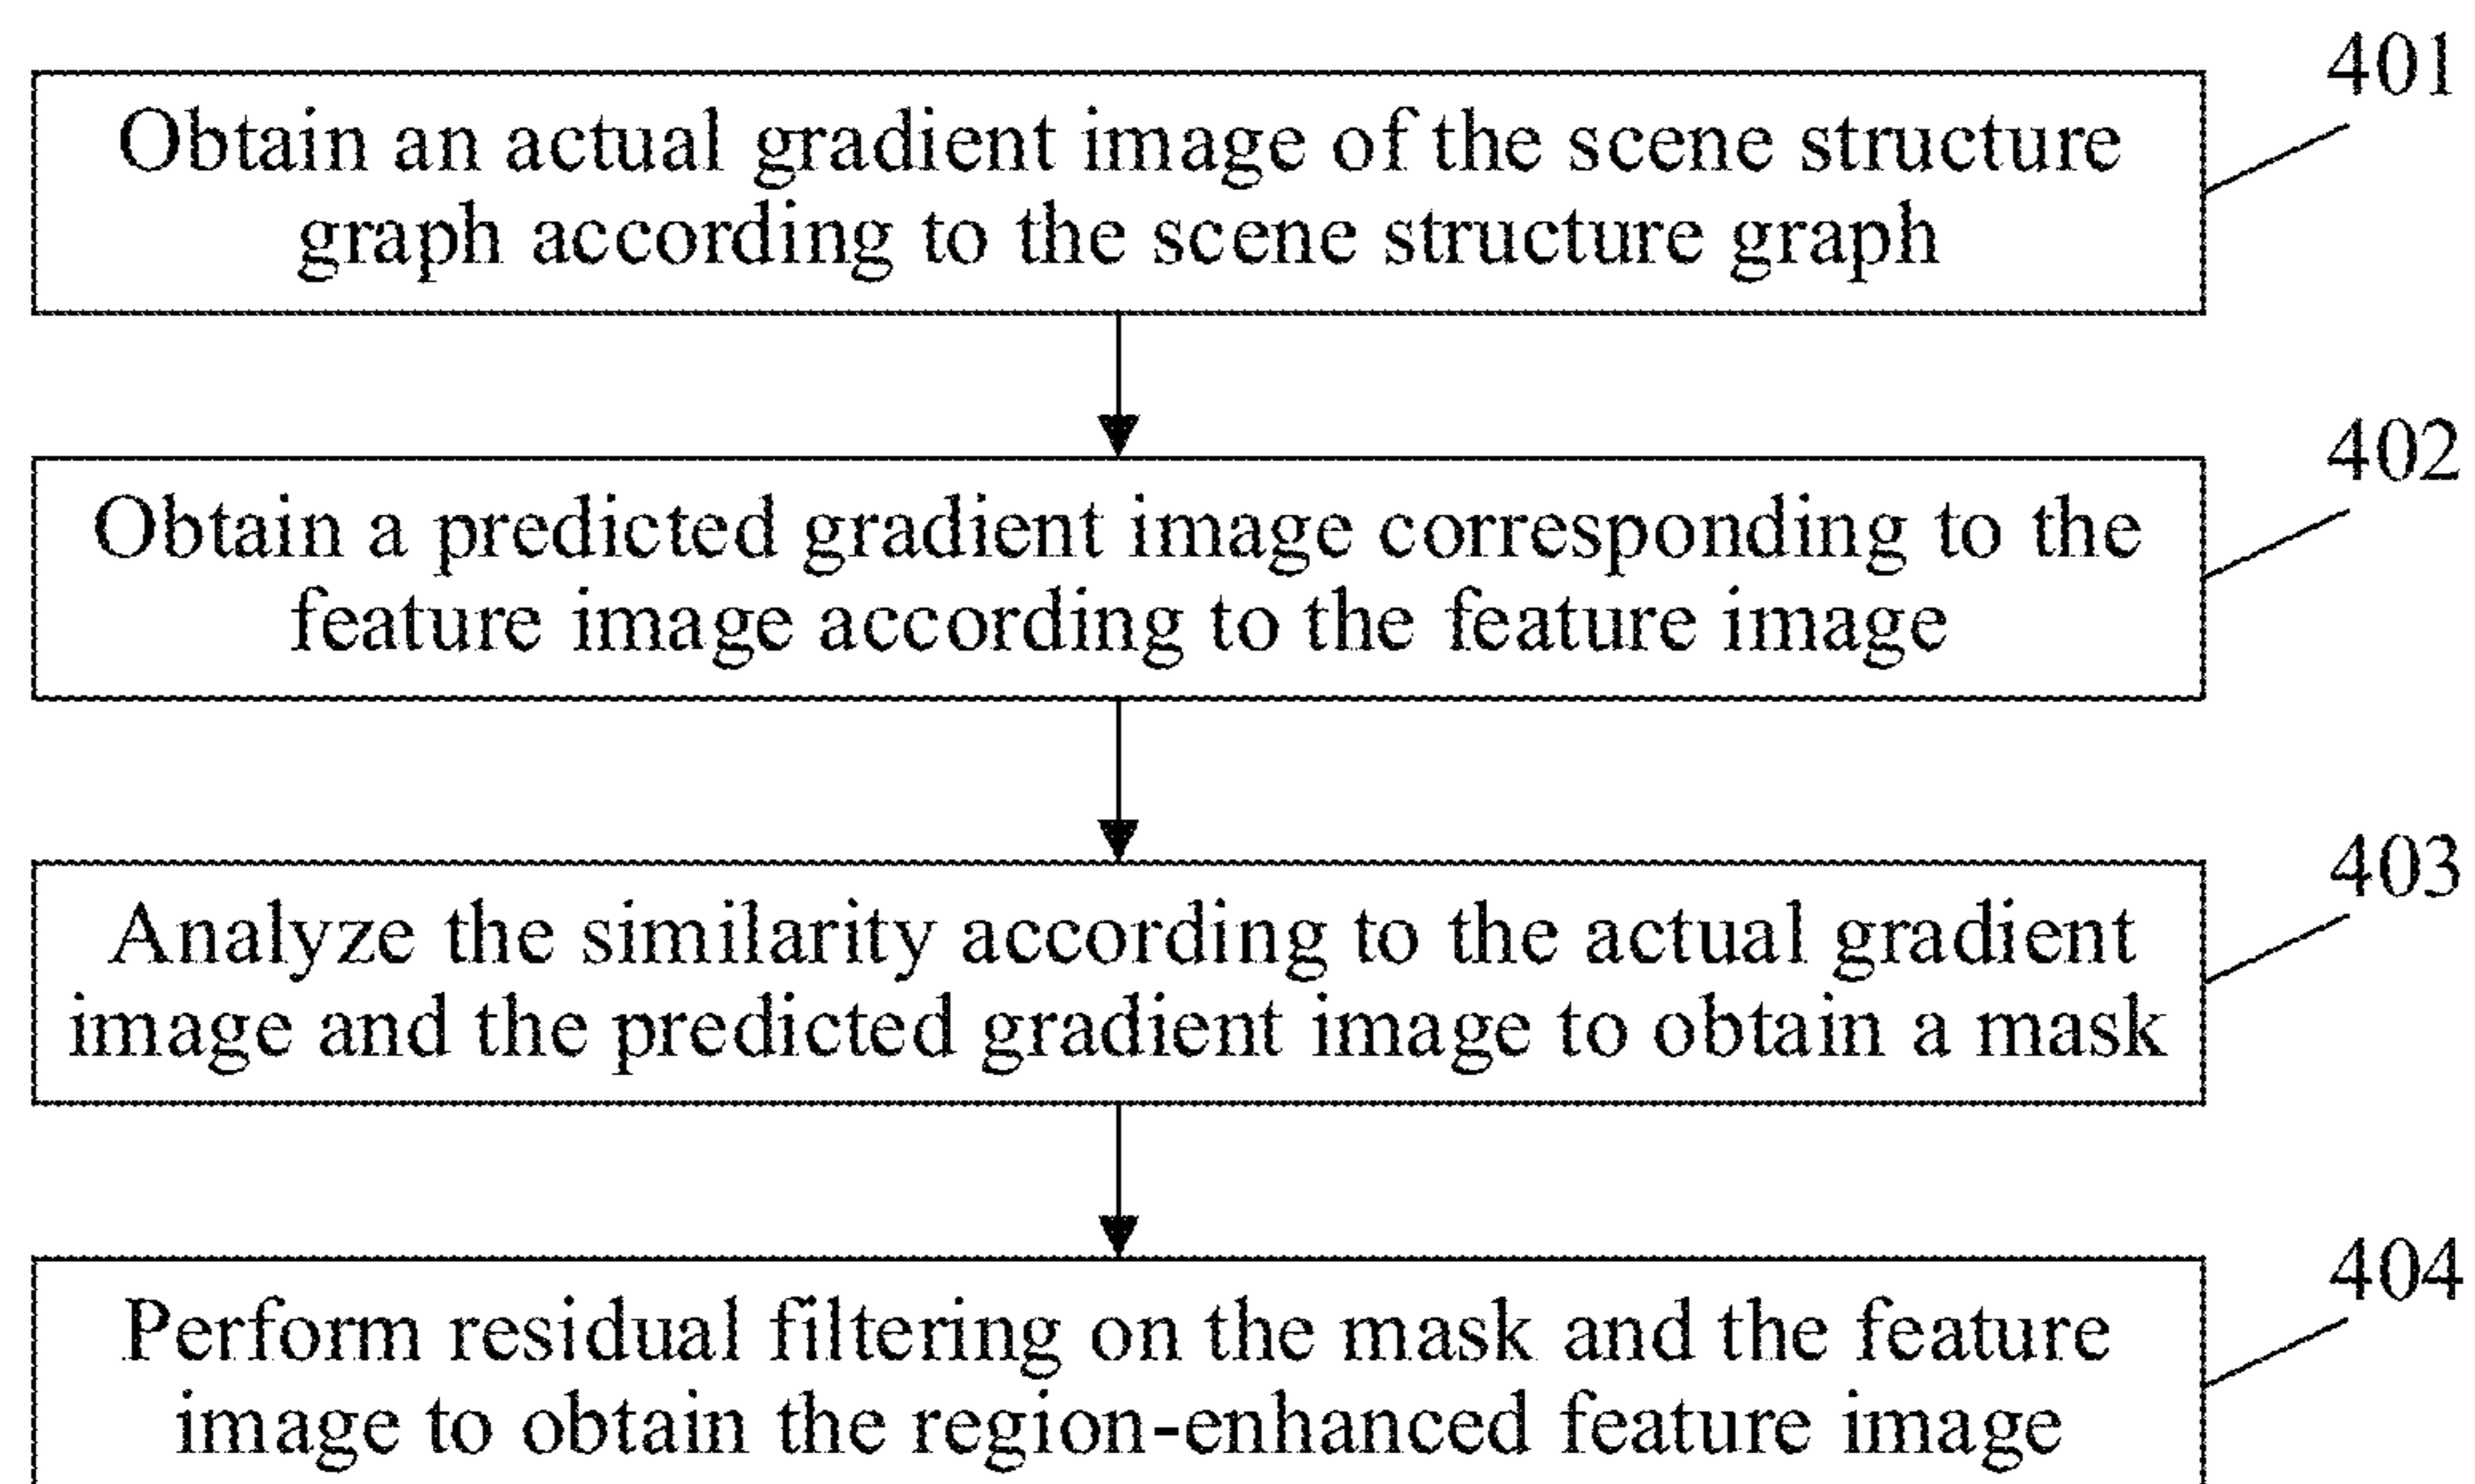 401
Obtain an actual gradient image of the scene structure
graph according to the scene structure graph
402
Obtain a predicted gradient image corresponding to the
feature image according to the feature image
403
Analyze the similarity according to the actual gradient
image and the predicted gradient image to obtain a mask
404
Perform residual filtering on the mask and the feature
image to obtain the region-enhanced feature image